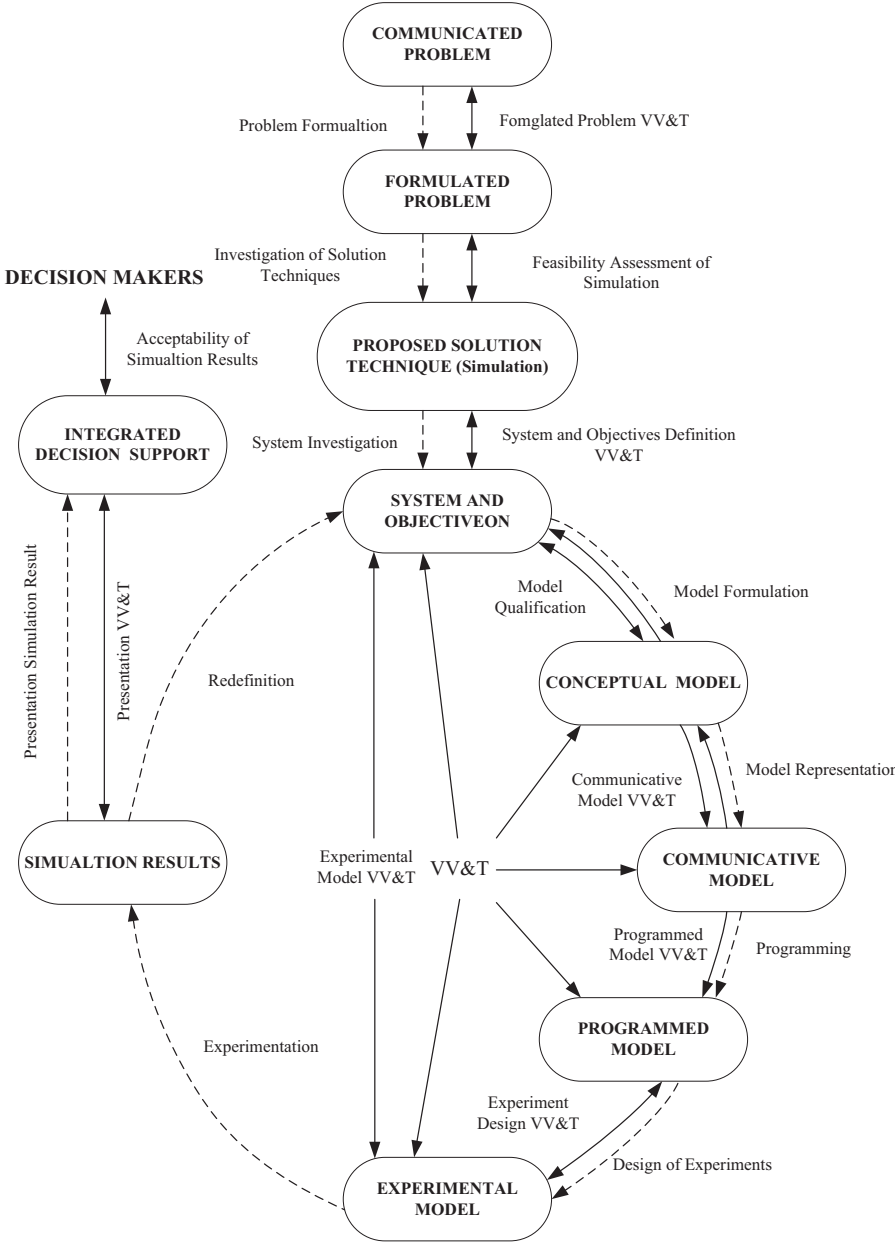 COMMUNICATED
PROBLEM
Problem Formualtion
Fomglated Problem VV&T
FORMULATED
PROBLEM
Investigation of Solution
Techniques
Feasibility Assessment of
Simulation
DECISION MAKERS
Acceptability of
Simualtion Results
PROPOSED SOLUTION
TECHNIQUE (Simulation)
INTEGRATED
DECISION SUPPORT
System Investigation
System and Objectives Definition
VV&T
SYSTEM AND
OBJECTIVEON
Model
Qualification
Model Formulation
Presentation Simulation Result
Presentation VV&T
Redefinition
CONCEPTUAL MODEL
Communicative
Model VV&T
Model Representation
SIMUALTION RESULTS
Experimental
Model VV&T
VV&T
COMMUNICATIVE
MODEL
Programmed
Model VV&T
Programming
PROGRAMMED
MODEL
Experimentation
Experiment
Design VV&T
Design of Experiments
EXPERIMENTAL
MODEL